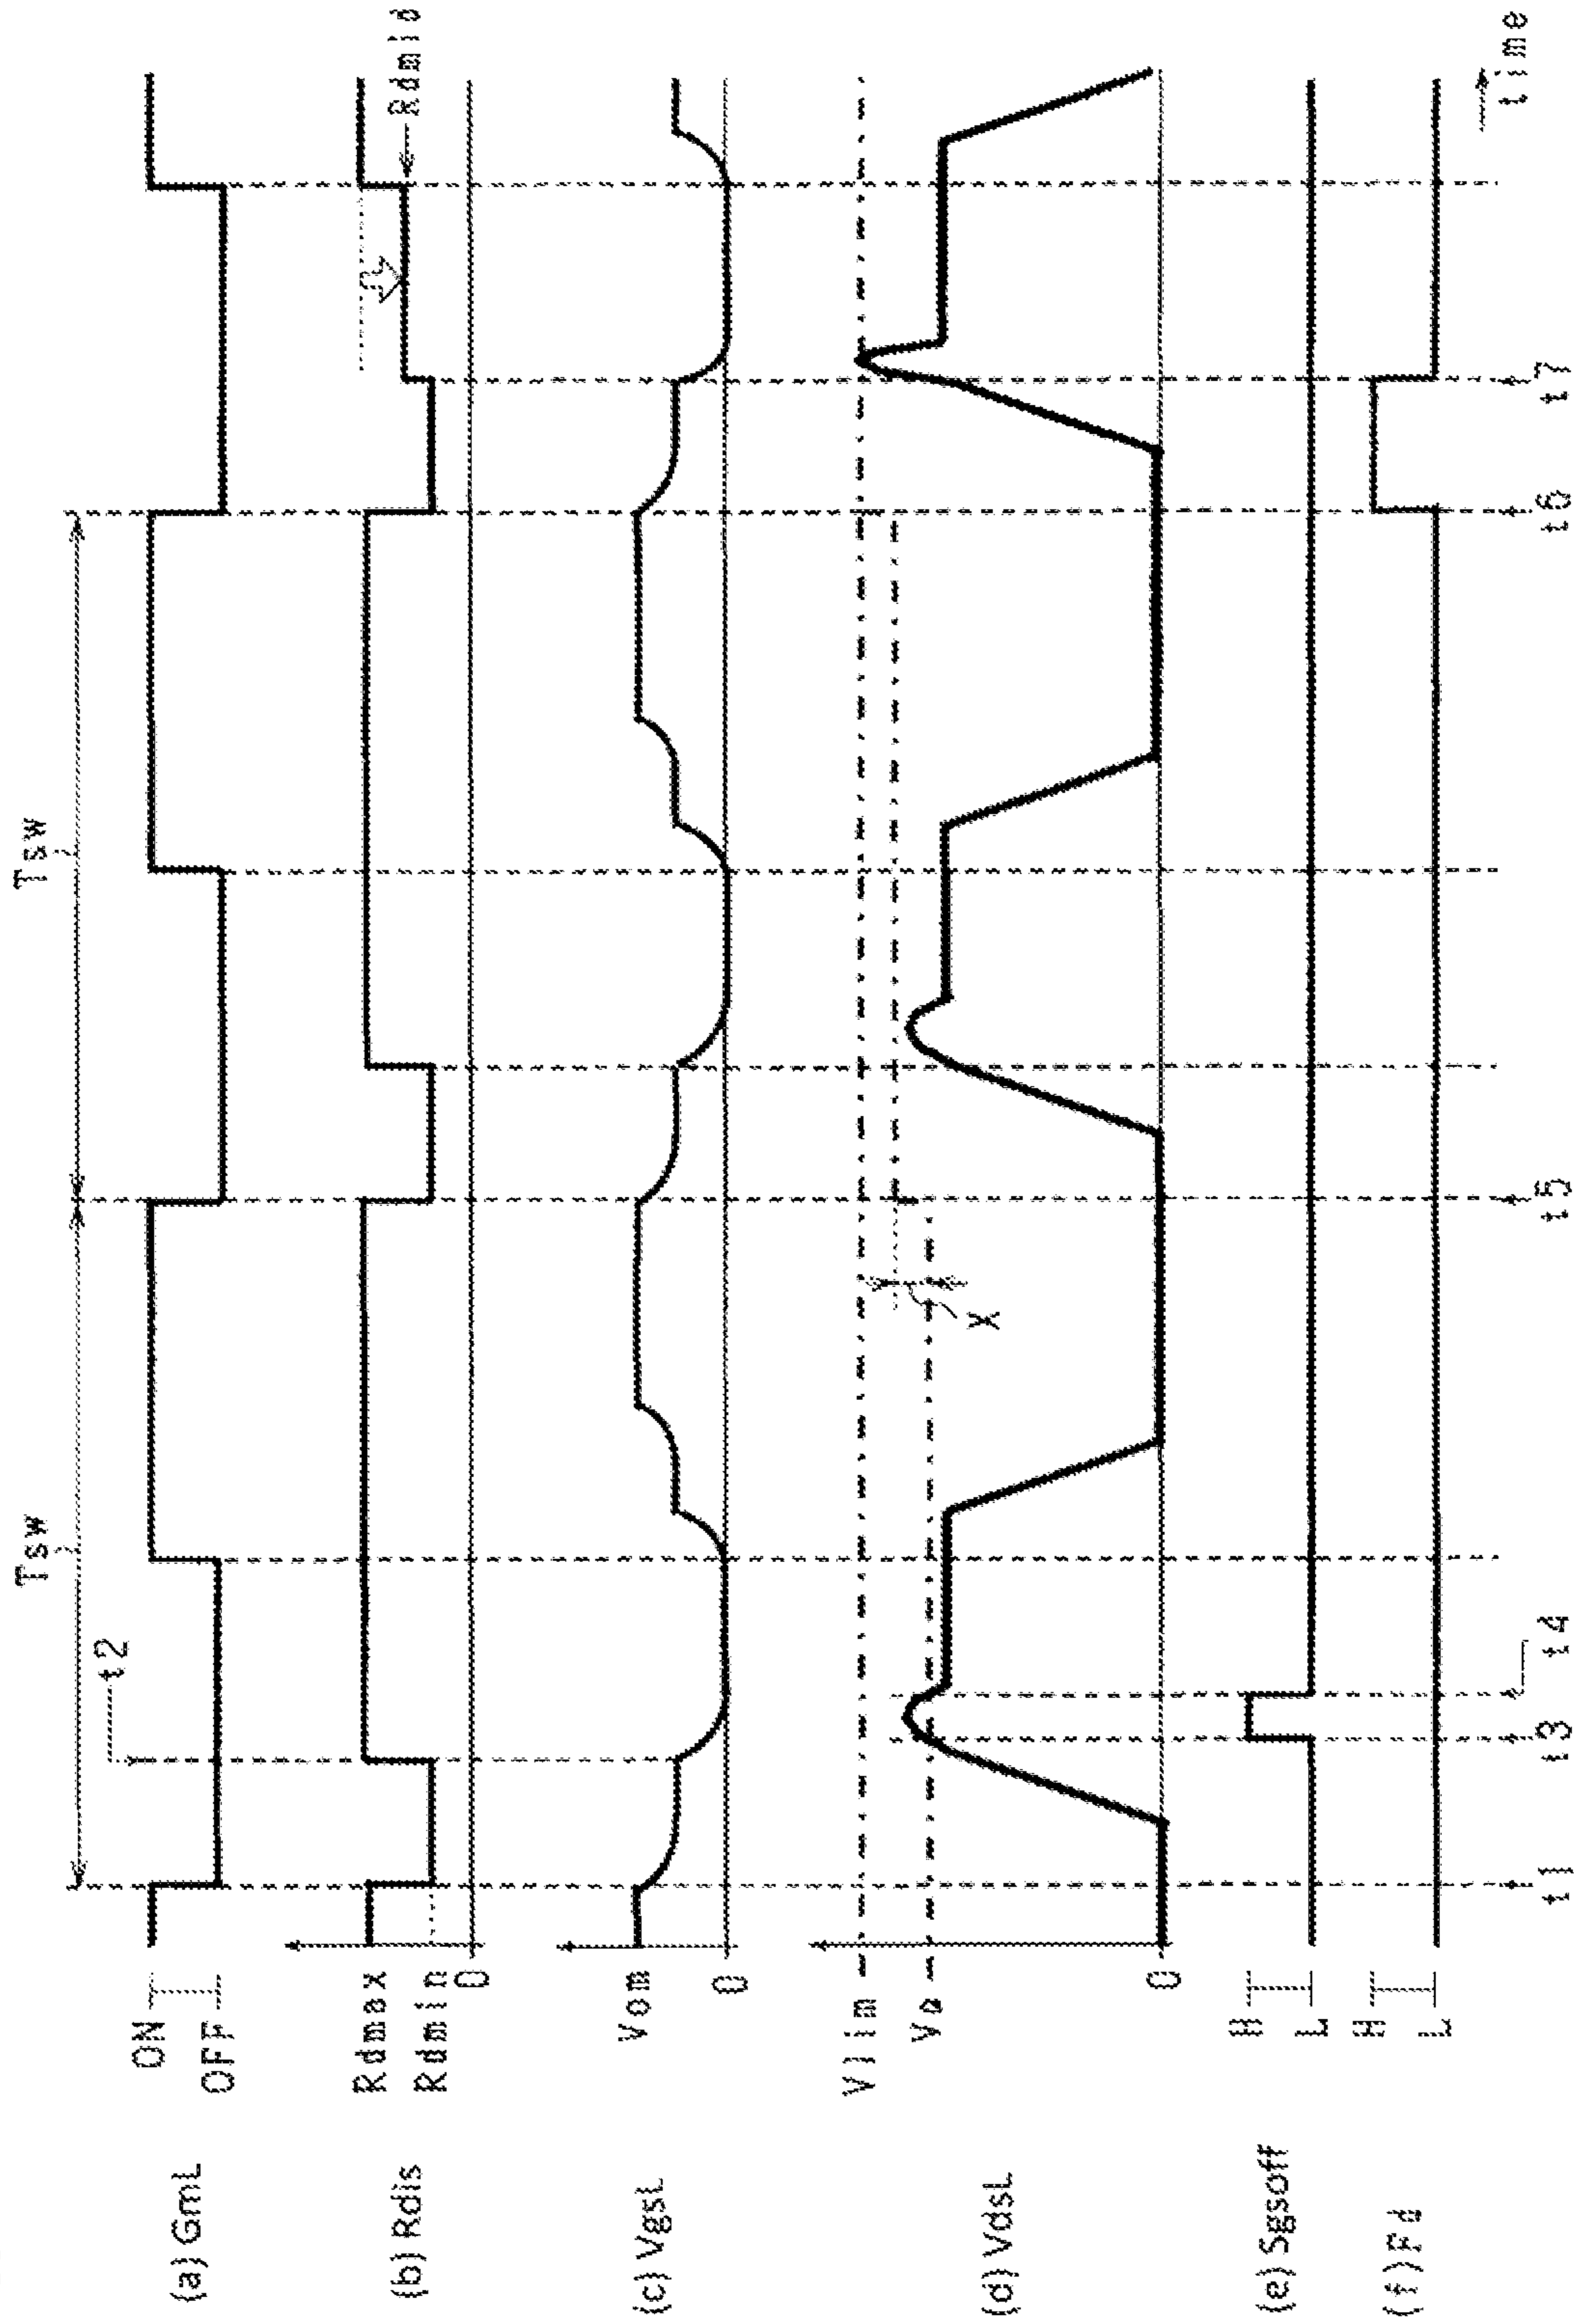 Tsw
Tsw
t2
(a) GmL
ON
OFF
(b) Rdis
Rdmax
Rdmin
0
Rdmid
(c) VgsL
Vom
0
(d) VdsL
Vlim
Va
0
X
(e) Sgsoff
H
L
(f) Fd
H
L
t1
t3
t4
t5
t6
t7
time